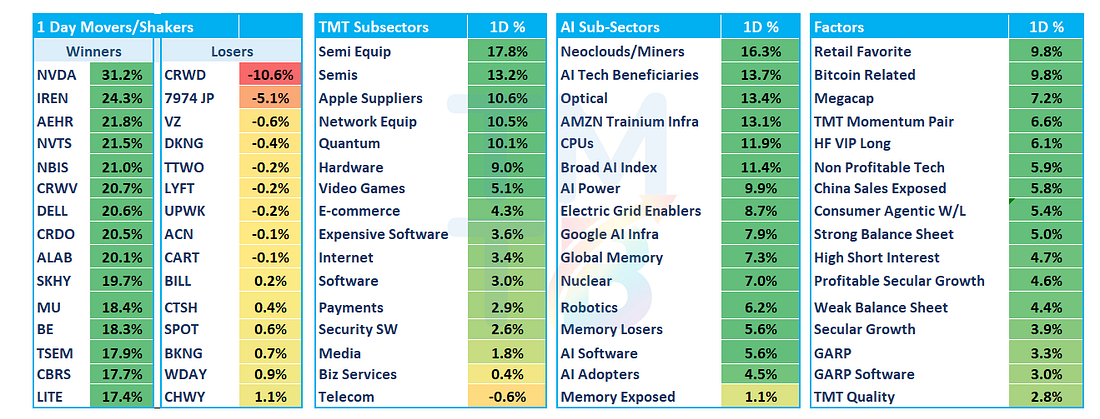 1 Day Movers/Shakers
Winners Losers
NVDA 31.2% CRWD -10.6%
IREN 24.3% 7974 JP -5.1%
AEHR 21.8% VZ -0.6%
NVTS 21.5% DKNG -0.4%
NBIS 21.0% TTWO -0.2%
CRWV 20.7% LYFT -0.2%
DELL 20.6% UPWK -0.2%
CRDO 20.5% ACN -0.1%
ALAB 20.1% CART -0.1%
SKHY 19.7% BILL 0.2%
MU 18.4% CTSH 0.4%
BE 18.3% SPOT 0.6%
TSEM 17.9% BKNG 0.7%
CBRS 17.7% WDAY 0.9%
LITE 17.4% CHWY 1.1%
TMT Subsectors 1D %
Semi Equip 17.8%
Semis 13.2%
Apple Suppliers 10.6%
Network Equip 10.5%
Quantum 10.1%
Hardware 9.0%
Video Games 5.1%
E-commerce 4.3%
Expensive Software 3.6%
Internet 3.4%
Software 3.0%
Payments 2.9%
Security SW 2.6%
Media 1.8%
Biz Services 0.4%
Telecom -0.6%
AI Sub-Sectors 1D %
Neoclouds/Miners 16.3%
AI Tech Beneficiaries 13.7%
Optical 13.4%
AMZN Trainium Infra 13.1%
CPUs 11.9%
Broad AI Index 11.4%
AI Power 9.9%
Electric Grid Enablers 8.7%
Google AI Infra 7.9%
Global Memory 7.3%
Nuclear 7.0%
Robotics 6.2%
Memory Losers 5.6%
AI Software 5.6%
AI Adopters 4.5%
Memory Exposed 1.1%
Factors 1D %
Retail Favorite 9.8%
Bitcoin Related 9.8%
Megacap 7.2%
TMT Momentum Pair 6.6%
HF VIP Long 6.1%
Non Profitable Tech 5.9%
China Sales Exposed 5.8%
Consumer Agentic W/L 5.4%
Strong Balance Sheet 5.0%
High Short Interest 4.7%
Profitable Secular Growth 4.6%
Weak Balance Sheet 4.4%
Secular Growth 3.9%
GARP 3.3%
GARP Software 3.0%
TMT Quality 2.8%
TMT
B